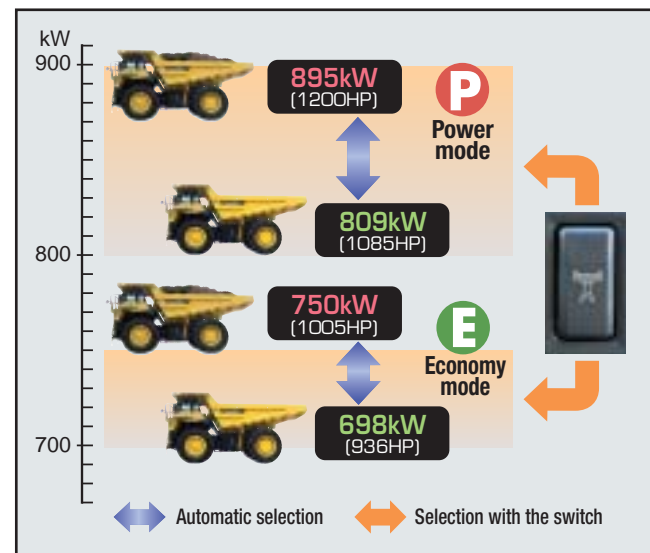 kW
900
800
700
895kW
(1200HP)
P
Power
mode
809kW
(1085HP)
750kW
(1005HP)
E
Economy
mode
698kW
(936HP)
Automatic selection
Selection with the switch